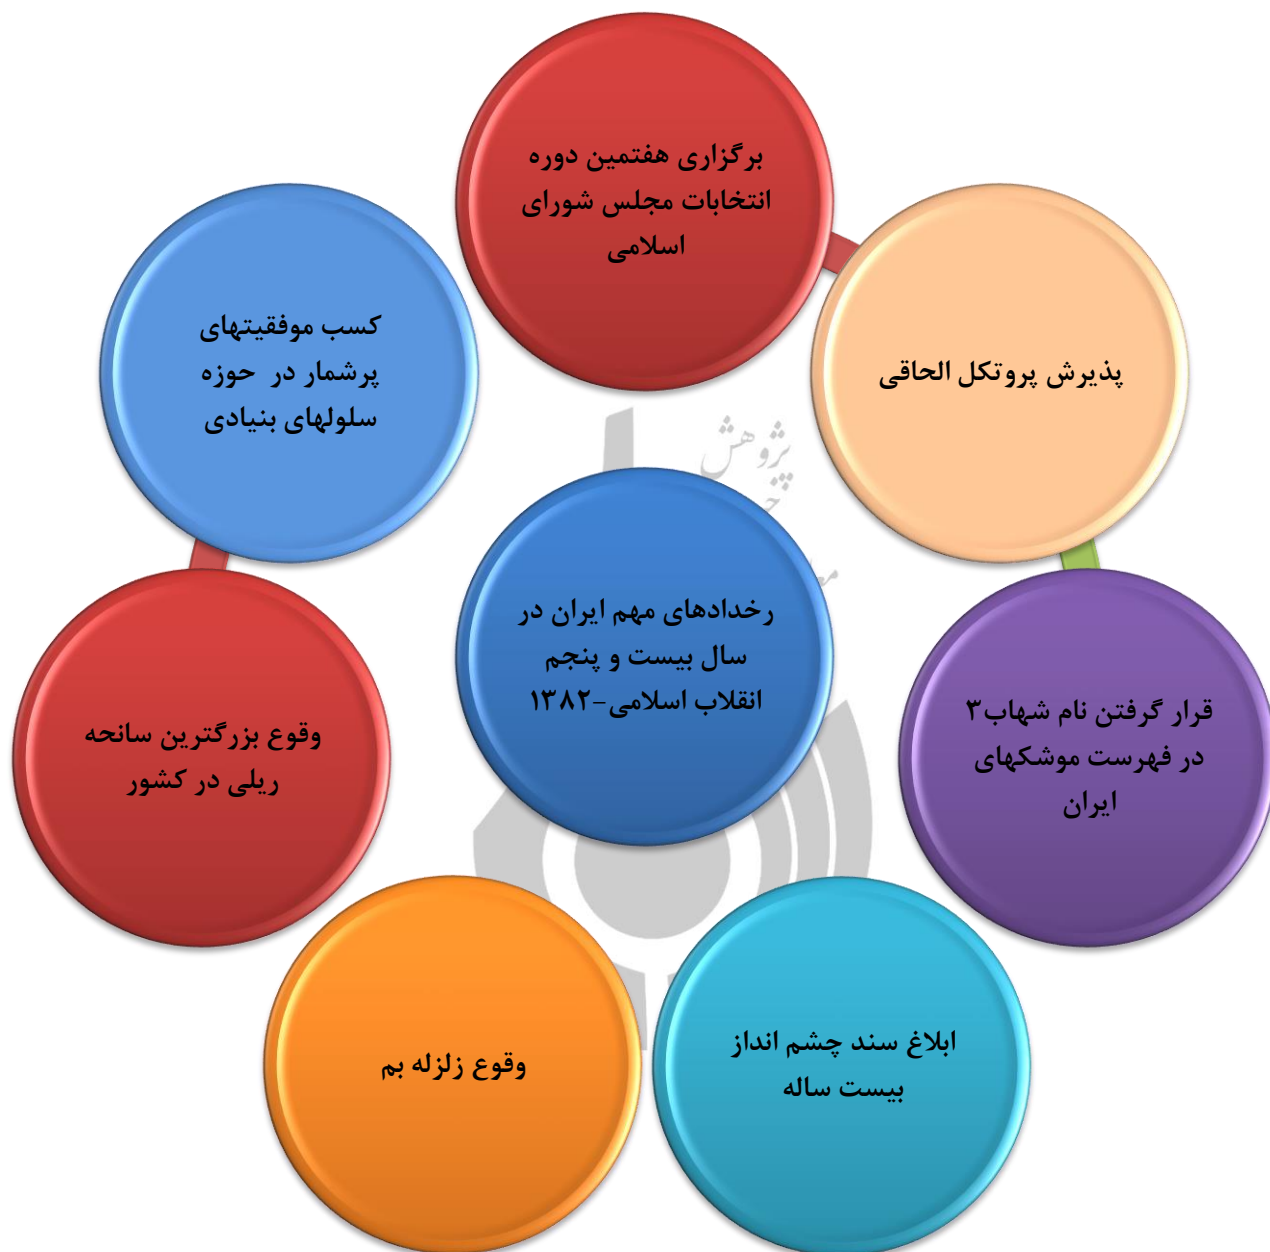 برگزاری هفتمین دوره
انتخابات مجلس شورای
اسلامی
پذیرش پروتکل الحاقی
قرار گرفتن نام شهاب۳
در فهرست موشکهای
ایران
ابلاغ سند چشم انداز
بیست ساله
وقوع زلزله بم
وقوع بزرگترین سانحه
ریلی در کشور
کسب موفقیتهای
پرشمار در حوزه
سلولهای بنیادی
رخدادهای مهم ایران در
سال بیست و پنجم
انقلاب اسلامی-۱۳۸۲
پژوهش